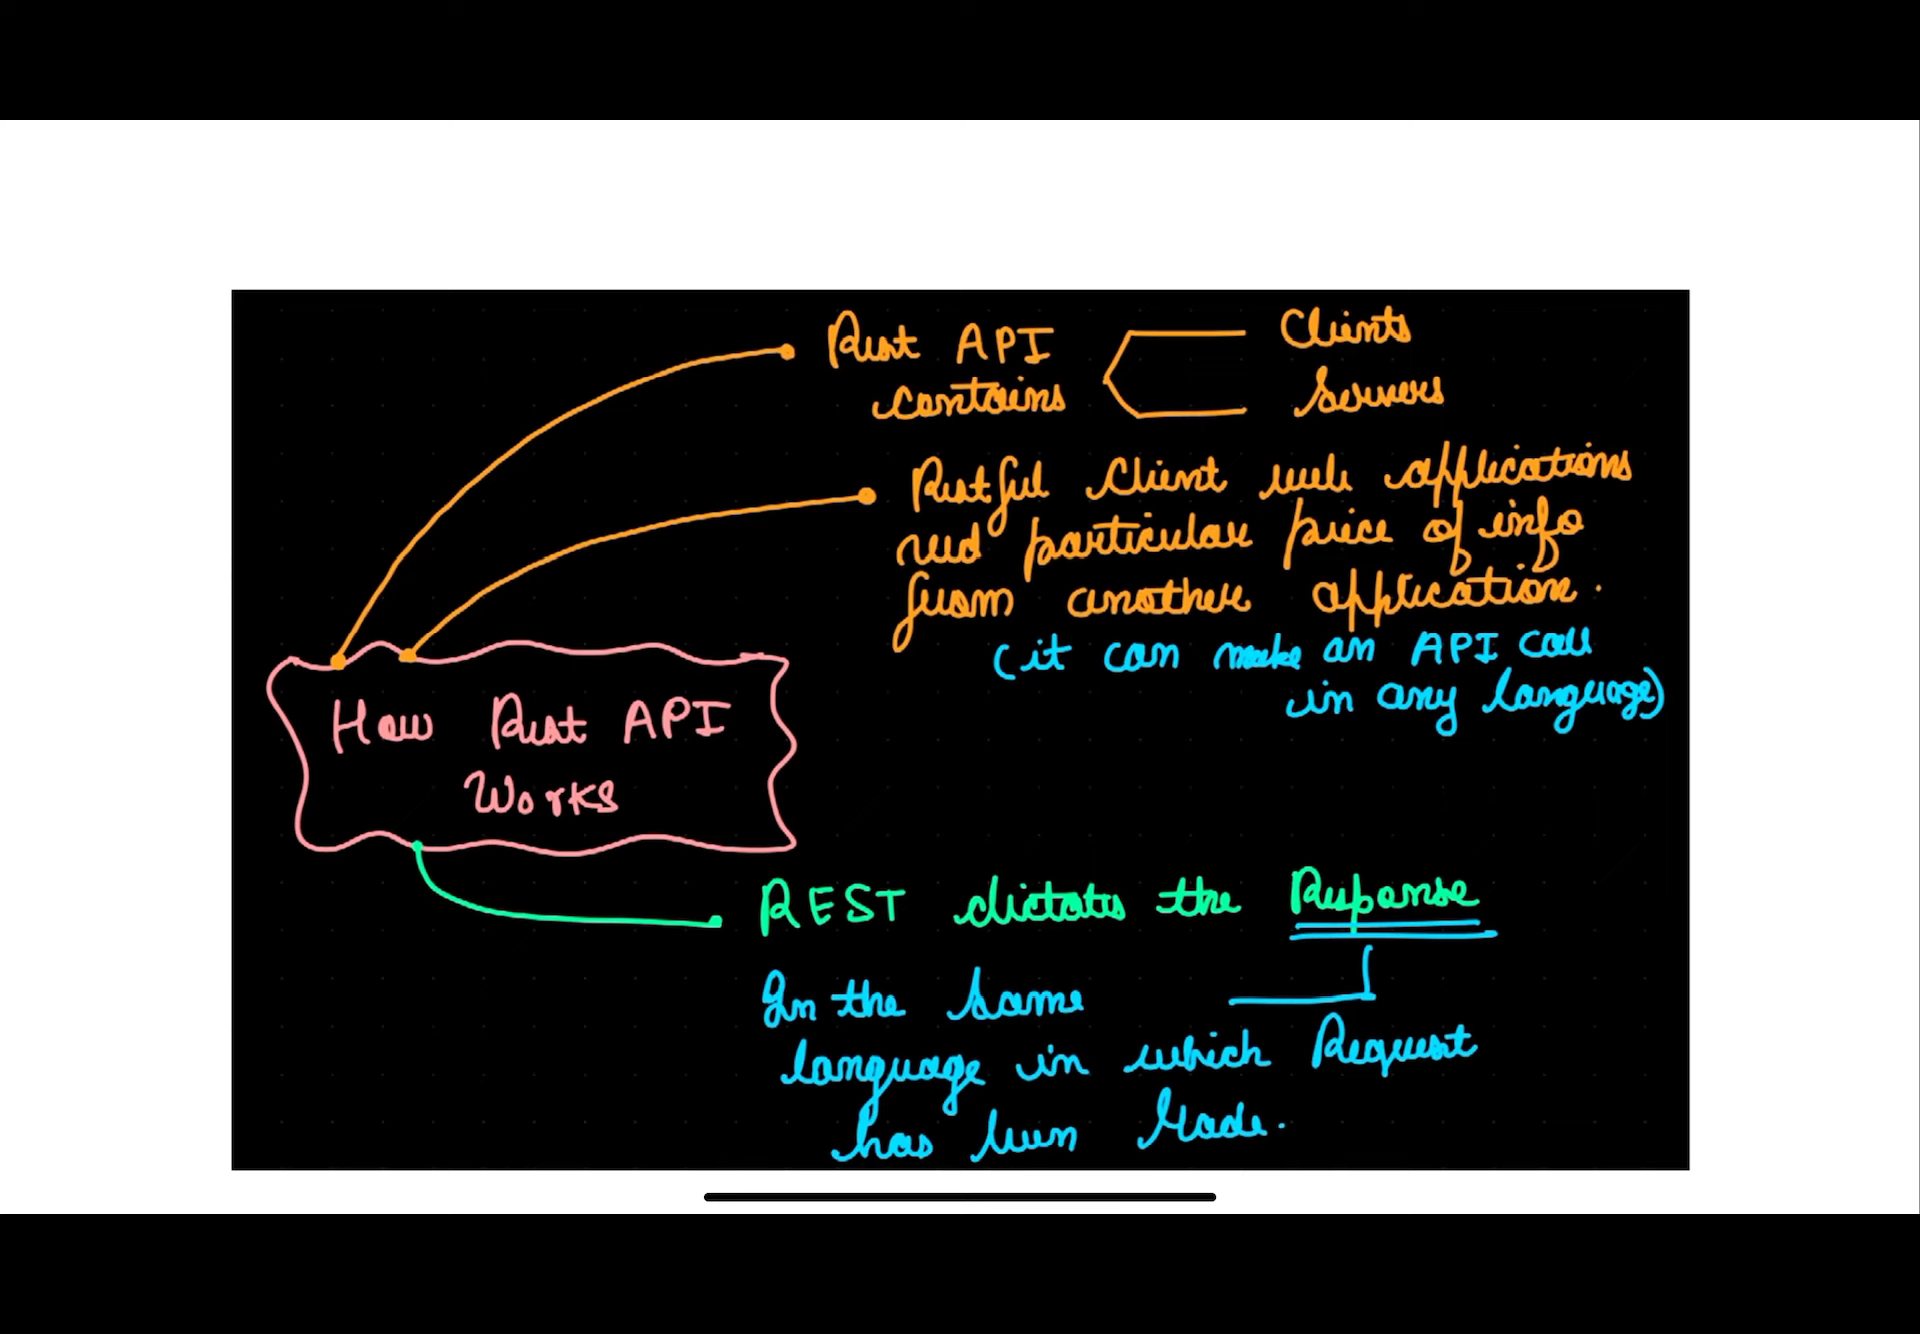 Rest API
contains
Clients
Servers
Restful Client web applications
need particular piece of info
from another application.
(it can make an API call
in any language)
How Rest API
Works
REST dictates the Response
In the same
language in which Request
has been Made.